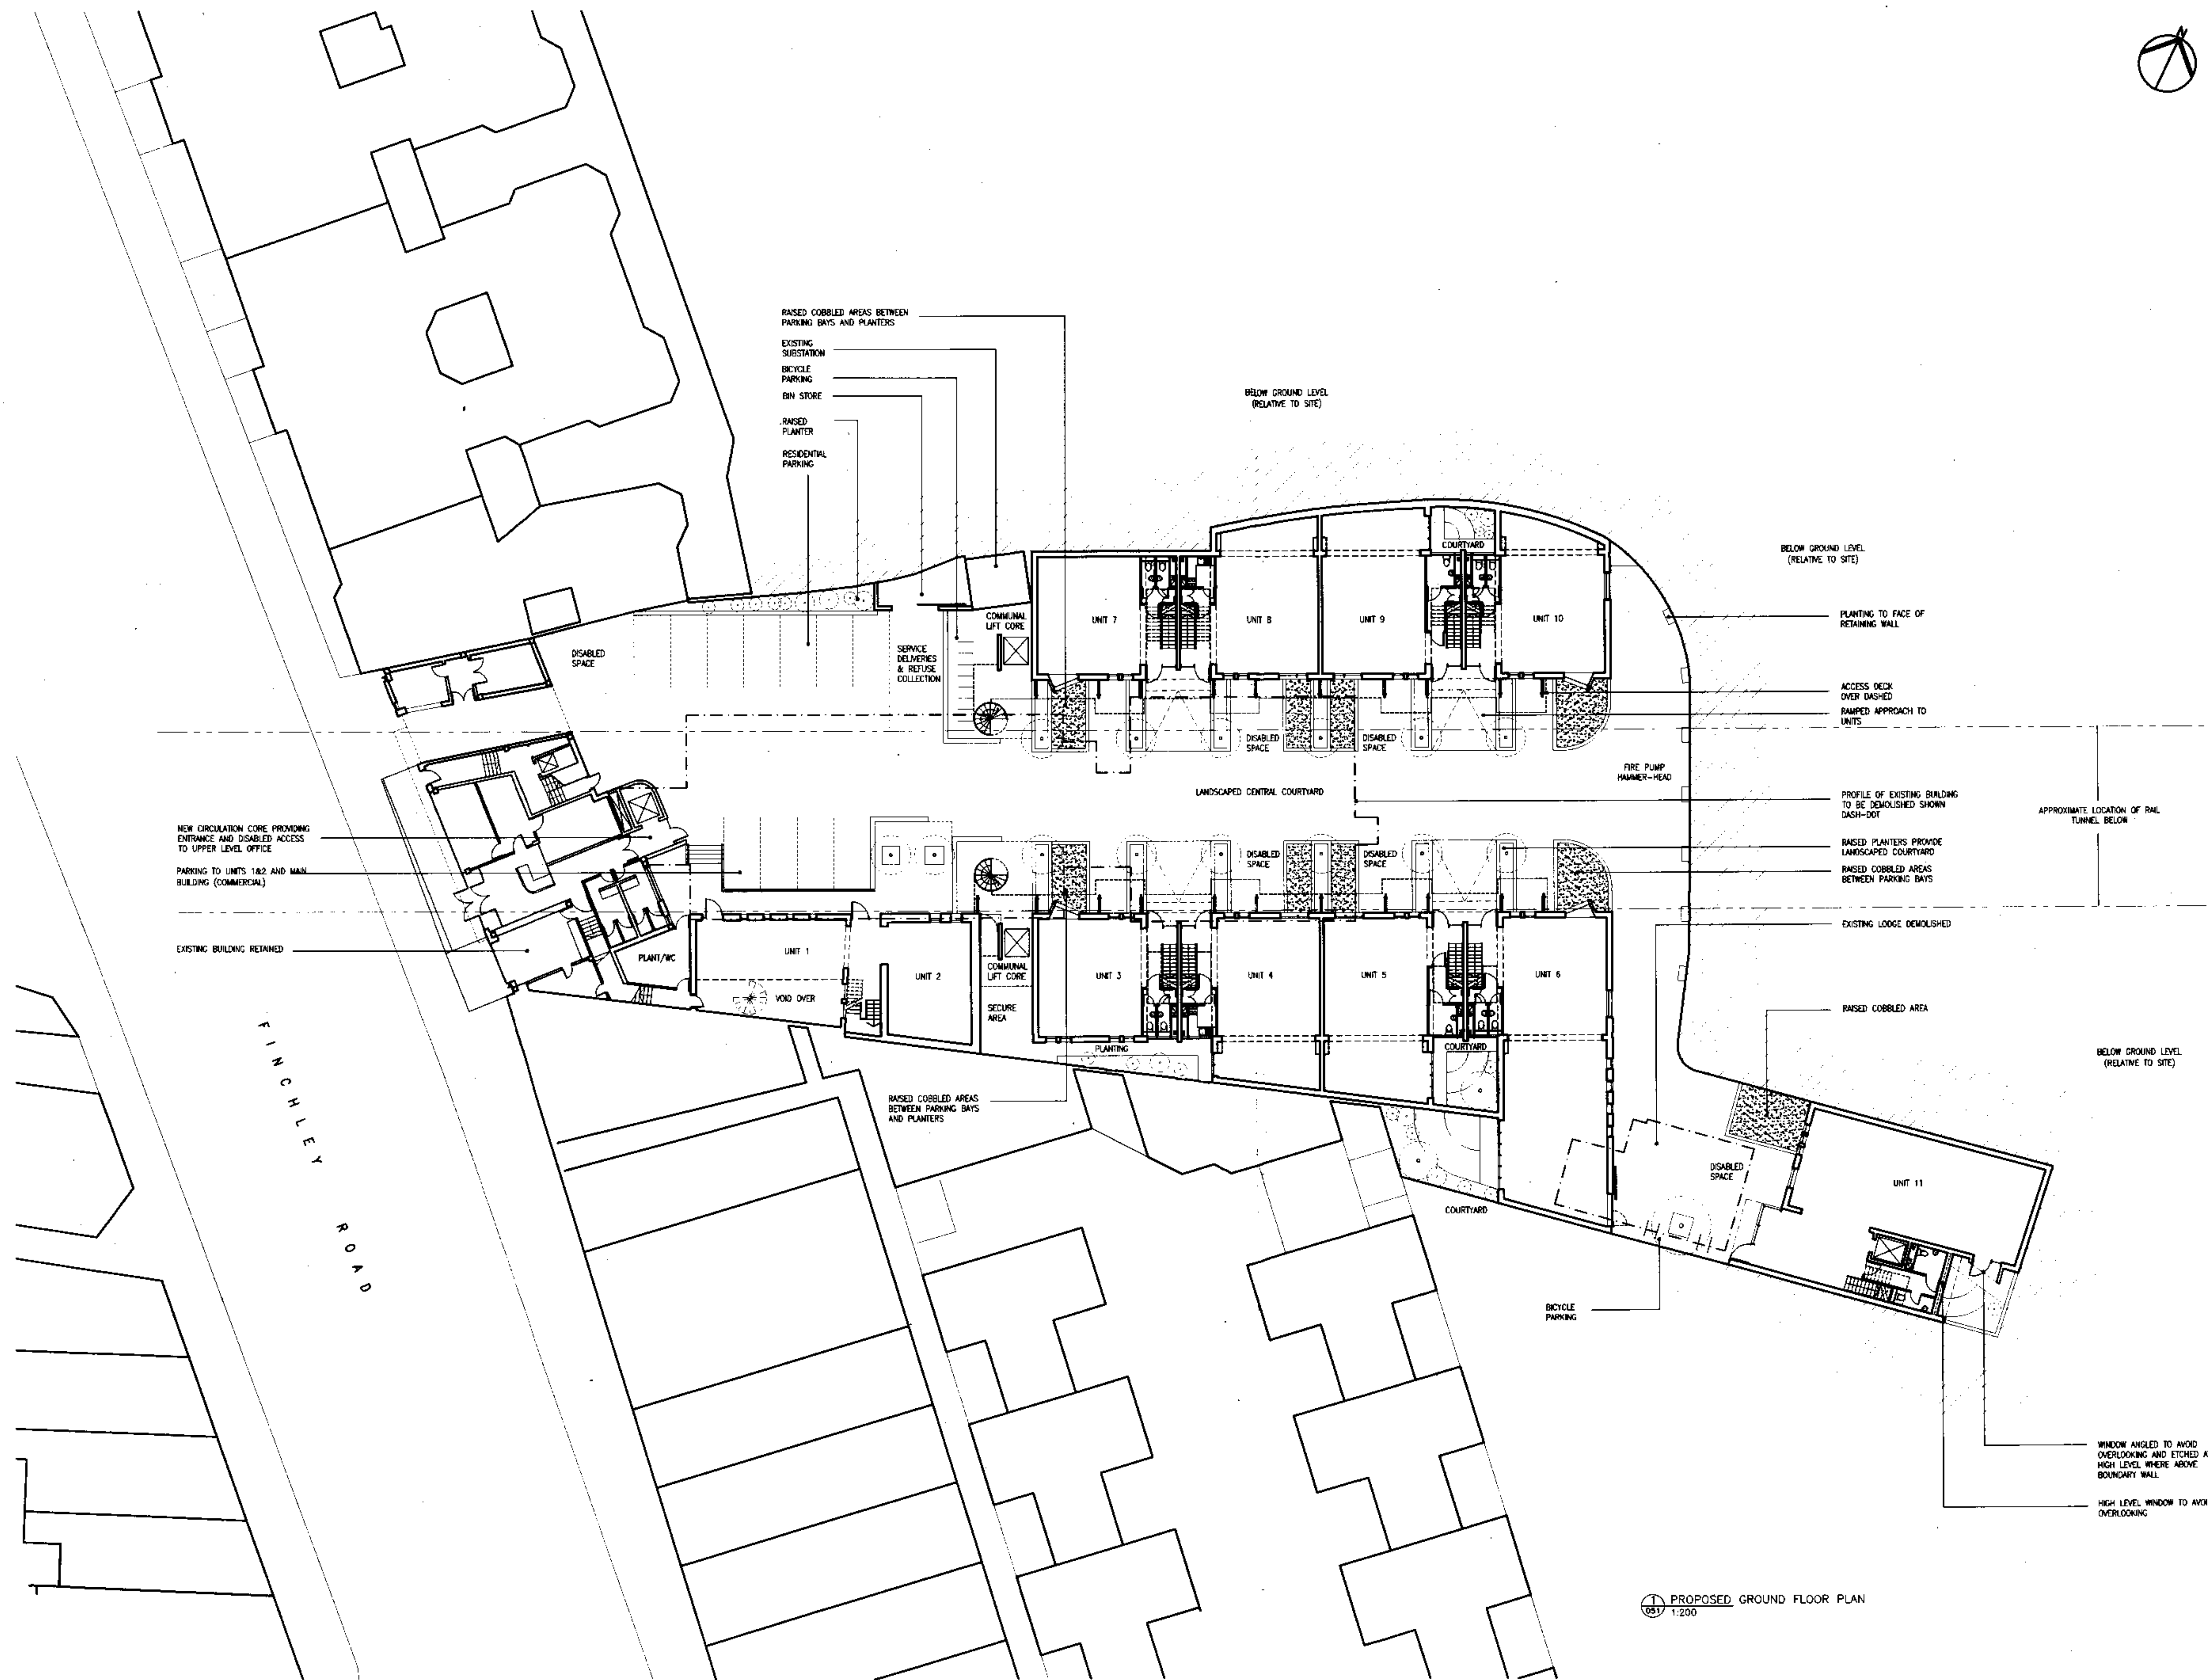 N
RAISED COBBLED AREAS BETWEEN
PARKING BAYS AND PLANTERS
EXISTING
SUBSTATION
BICYCLE
PARKING
BIN STORE
RAISED
PLANTER
RESIDENTIAL
PARKING
BELOW GROUND LEVEL
(RELATIVE TO SITE)
BELOW GROUND LEVEL
(RELATIVE TO SITE)
COURTYARD
PLANTING TO FACE OF
RETAINING WALL
COMMUNAL
LIFT CORE
UNIT 7
UNIT 8
UNIT 9
UNIT 10
DISABLED
SPACE
SERVICE
DELIVERIES
& REFUSE
COLLECTION
ACCESS DECK
OVER DASHED
RAMPED APPROACH TO
UNITS
DISABLED
SPACE
DISABLED
SPACE
FIRE PUMP
HAMMER-HEAD
LANDSCAPED CENTRAL COURTYARD
PROFILE OF EXISTING BUILDING
TO BE DEMOLISHED SHOWN
DASH-DOT
APPROXIMATE LOCATION OF RAIL
TUNNEL BELOW
NEW CIRCULATION CORE PROVIDING
ENTRANCE AND DISABLED ACCESS
TO UPPER LEVEL OFFICE
PARKING TO UNITS 1&2 AND MAIN
BUILDING (COMMERCIAL)
DISABLED
SPACE
DISABLED
SPACE
RAISED PLANTERS PROVIDE
LANDSCAPED COURTYARD
RAISED COBBLED AREAS
BETWEEN PARKING BAYS
EXISTING LODGE DEMOLISHED
EXISTING BUILDING RETAINED
PLANT/WC
UNIT 1
VOID OVER
UNIT 2
COMMUNAL
LIFT CORE
SECURE
AREA
UNIT 3
UNIT 4
UNIT 5
UNIT 6
PLANTING
COURTYARD
RAISED COBBLED AREA
BELOW GROUND LEVEL
(RELATIVE TO SITE)
RAISED COBBLED AREAS
BETWEEN PARKING BAYS
AND PLANTERS
FINCHLEY ROAD
DISABLED
SPACE
UNIT 11
COURTYARD
BICYCLE
PARKING
WINDOW ANGLED TO AVOID
OVERLOOKING AND ETCHED A
HIGH LEVEL WHERE ABOVE
BOUNDARY WALL
HIGH LEVEL WINDOW TO AVOI
OVERLOOKING
1 PROPOSED GROUND FLOOR PLAN
051 1:200